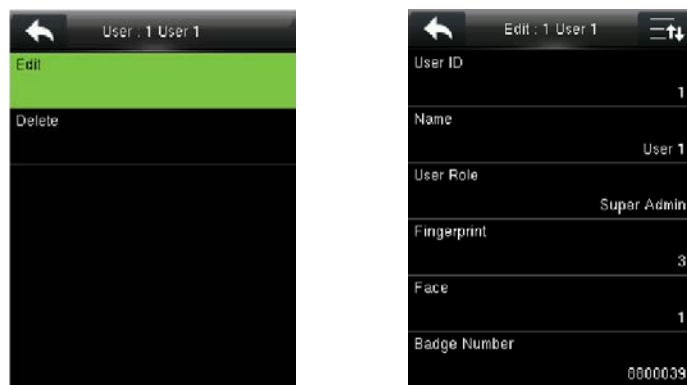 User : 1 User 1
Edit
Delete
Edit : 1 User 1
User ID
1
Name
User 1
User Role
Super Admin
Fingerprint
3
Face
1
Badge Number
8800039